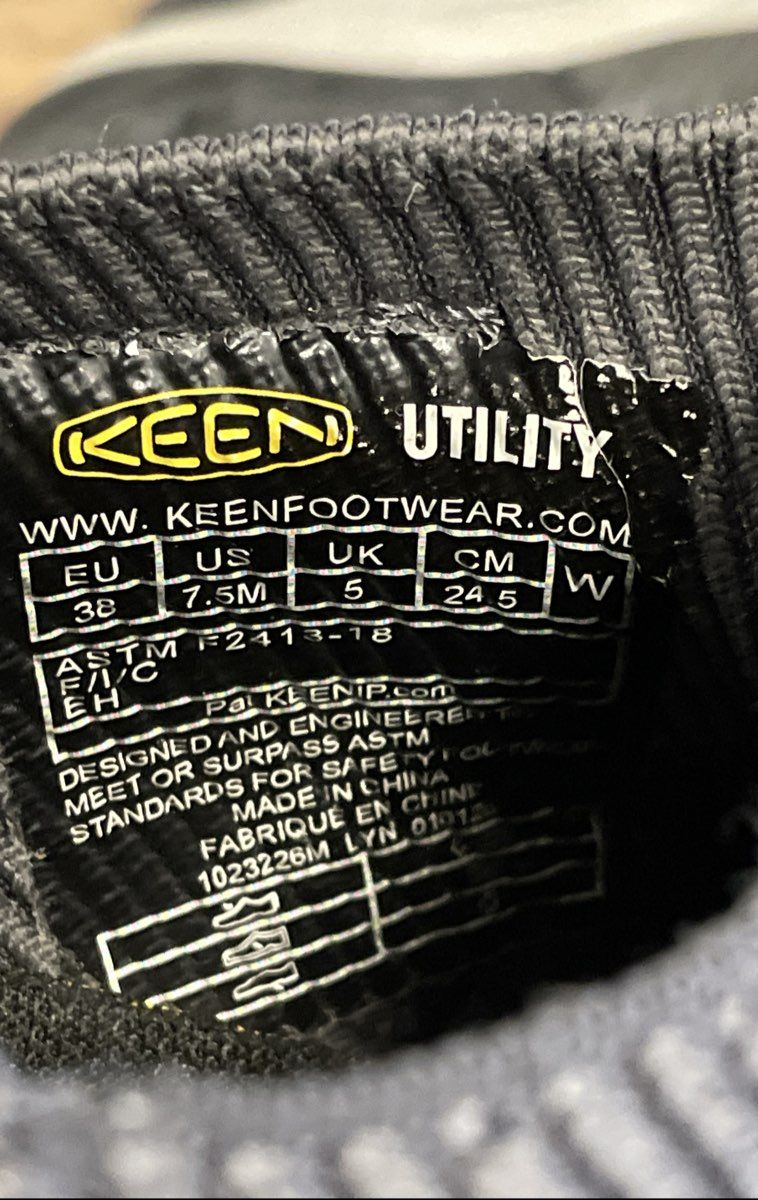 KEEN UTILITY
WWW. KEENFOOTWEAR.COM
EU US UK CM W
38 7.5M 5 24.5
ASTM F2413-18
F/I/C
EH Pat KEENIP.com
DESIGNED AND ENGINEERED
MEET OR SURPASS ASTM
STANDARDS FOR SAFETY
MADE IN CHINA
FABRIQUÉ EN CHINE
1023226M LYN